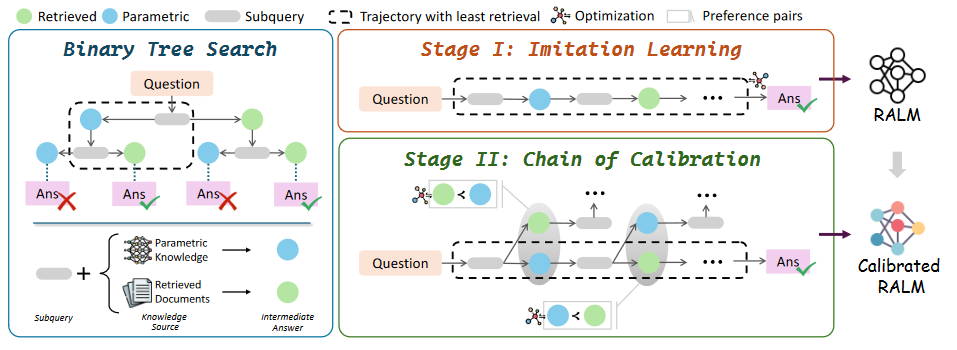 Retrieved Parametric Subquery Trajectory with least retrieval Optimization Preference pairs
Binary Tree Search
Question
Ans Ans Ans Ans
Parametric
Knowledge
Retrieved
Documents
Subquery
Knowledge
Source
Intermediate
Answer
Stage I: Imitation Learning
Question ... Ans
RALM
Stage II: Chain of Calibration
≺
... ...
Question ... Ans
≺
Calibrated
RALM